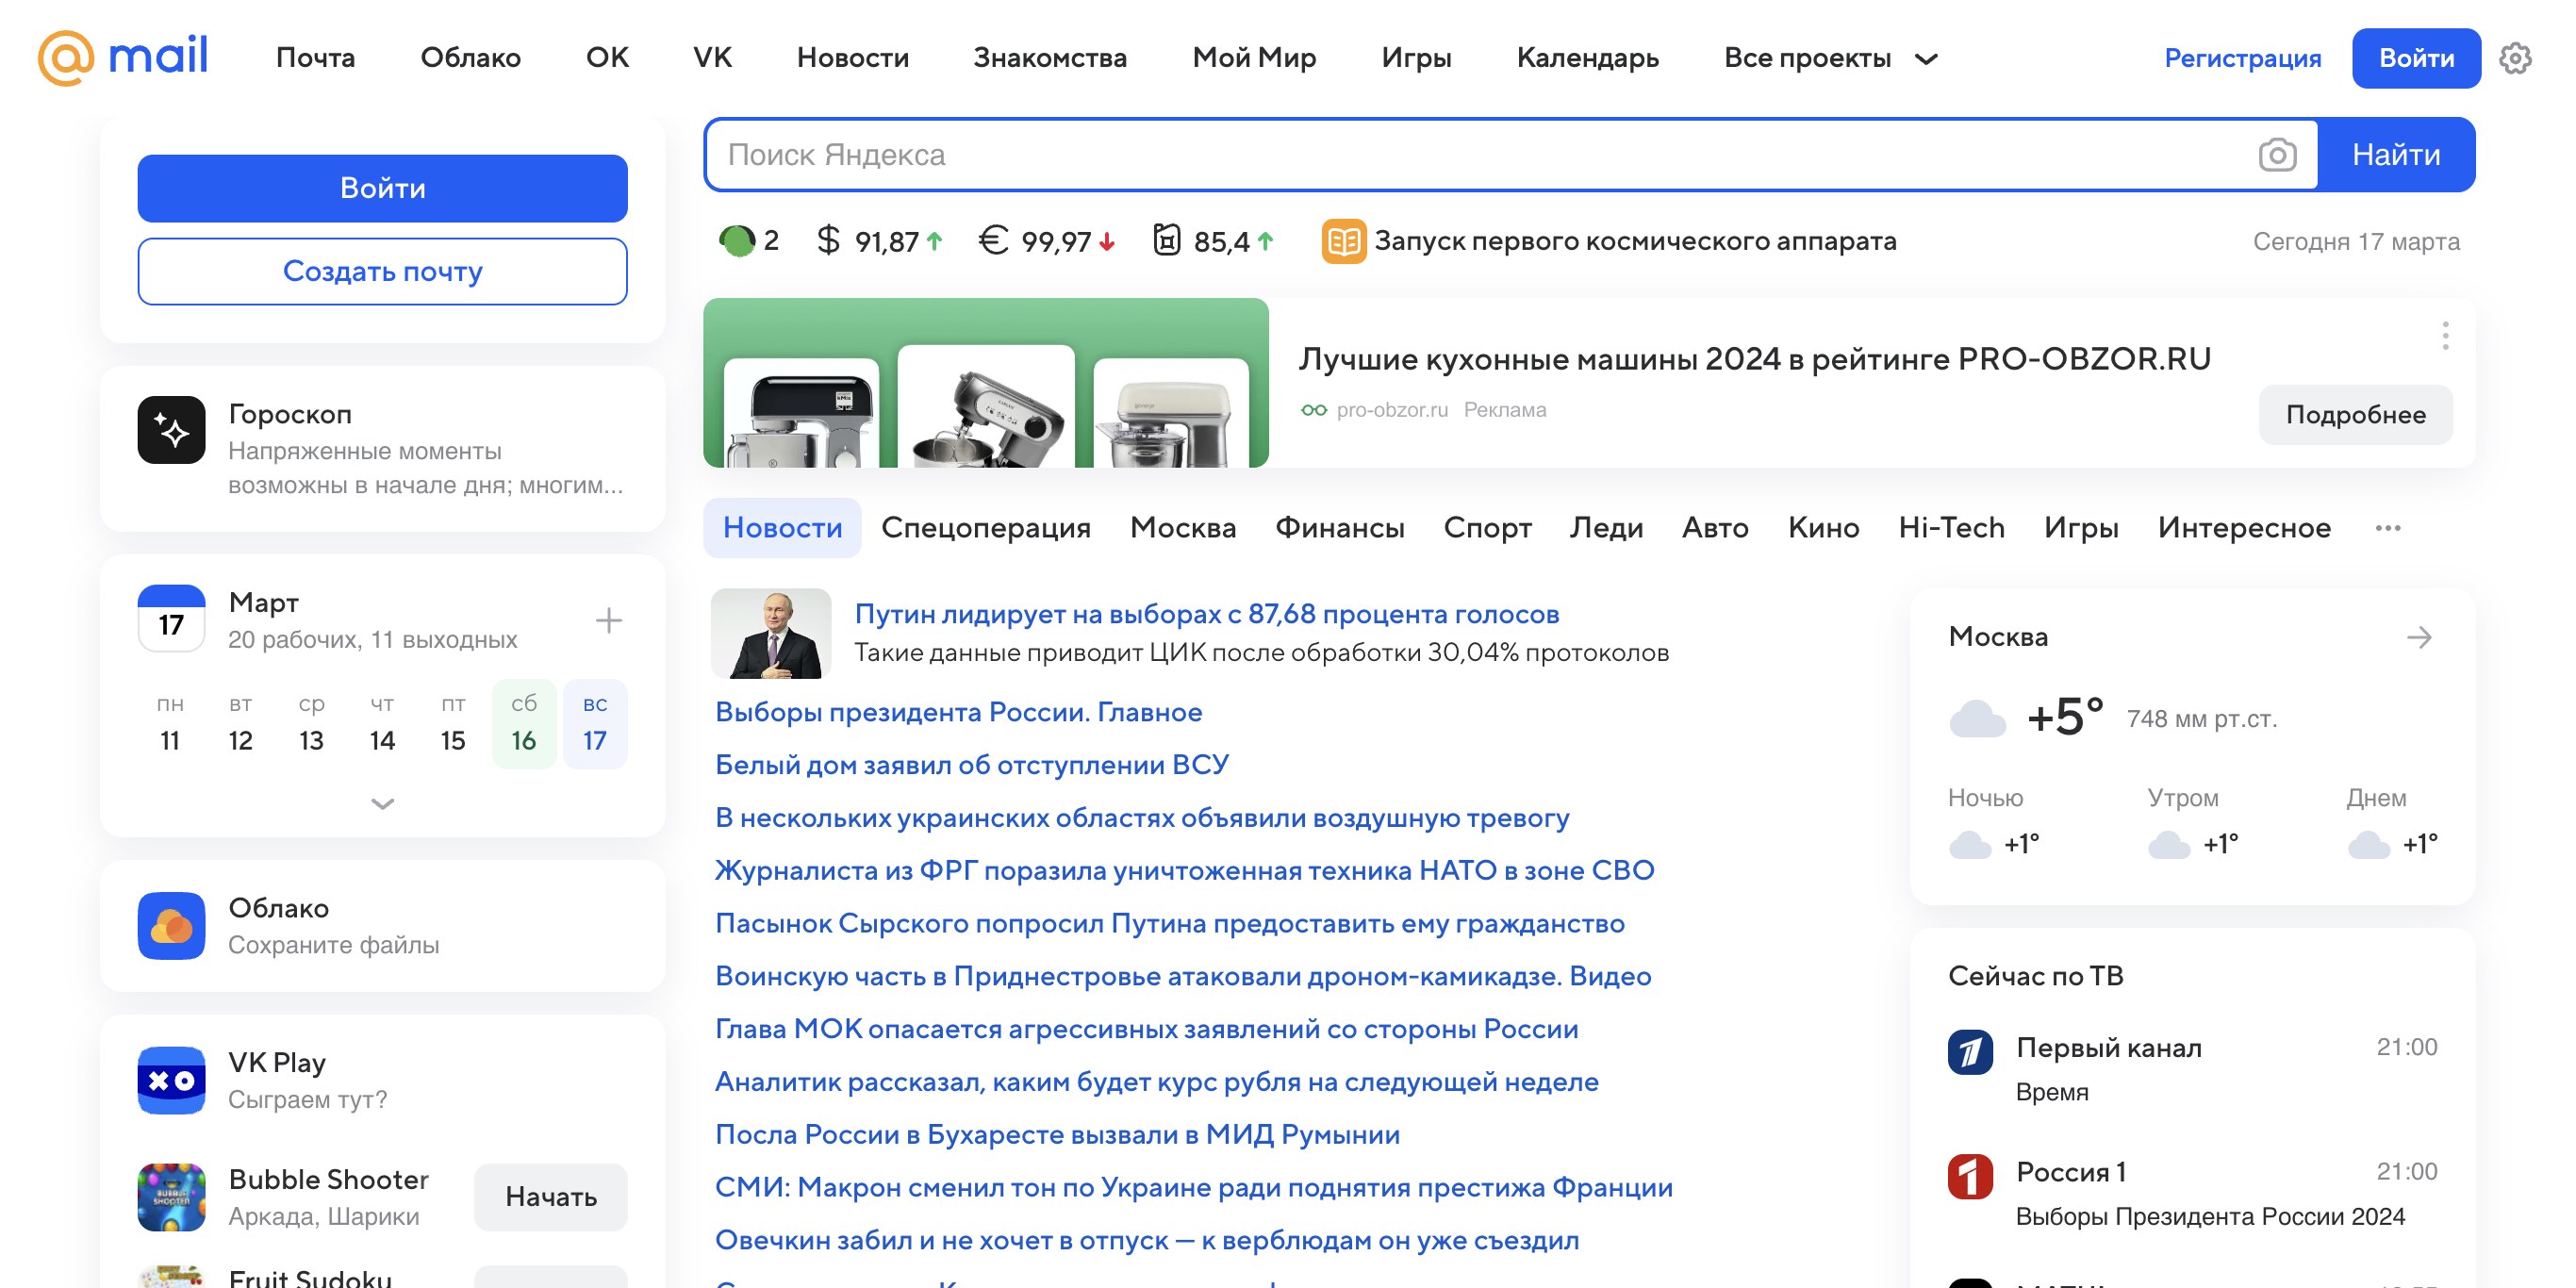 mail
Почта
Облако
ОК
VK
Новости
Знакомства
Мой Мир
Игры
Календарь
Все проекты
Регистрация
Войти
Войти
Создать почту
Гороскоп
Напряженные моменты
возможны в начале дня; многим...
17
Март
20 рабочих, 11 выходных
пн вт ср чт пт сб вс
11 12 13 14 15 16 17
Облако
Сохраните файлы
VK Play
Сыграем тут?
BUBBLE
SHOOTER
Bubble Shooter
Аркада, Шарики
Начать
Fruit Sudoku
Поиск Яндекса
Найти
2
$ 91,87
€ 99,97
85,4
Запуск первого космического аппарата
Сегодня 17 марта
Лучшие кухонные машины 2024 в рейтинге PRO-OBZOR.RU
pro-obzor.ru Реклама
Подробнее
Новости
Спецоперация
Москва
Финансы
Спорт
Леди
Авто
Кино
Hi-Tech
Игры
Интересное
Путин лидирует на выборах с 87,68 процента голосов
Такие данные приводит ЦИК после обработки 30,04% протоколов
Выборы президента России. Главное
Белый дом заявил об отступлении ВСУ
В нескольких украинских областях объявили воздушную тревогу
Журналиста из ФРГ поразила уничтоженная техника НАТО в зоне СВО
Пасынок Сырского попросил Путина предоставить ему гражданство
Воинскую часть в Приднестровье атаковали дроном-камикадзе. Видео
Глава МОК опасается агрессивных заявлений со стороны России
Аналитик рассказал, каким будет курс рубля на следующей неделе
Посла России в Бухаресте вызвали в МИД Румынии
СМИ: Макрон сменил тон по Украине ради поднятия престижа Франции
Овечкин забил и не хочет в отпуск — к верблюдам он уже съездил
Москва
+5° 748 мм рт.ст.
Ночью Утром Днем
+1° +1° +1°
Сейчас по ТВ
Первый канал 21:00
Время
Россия 1 21:00
Выборы Президента России 2024